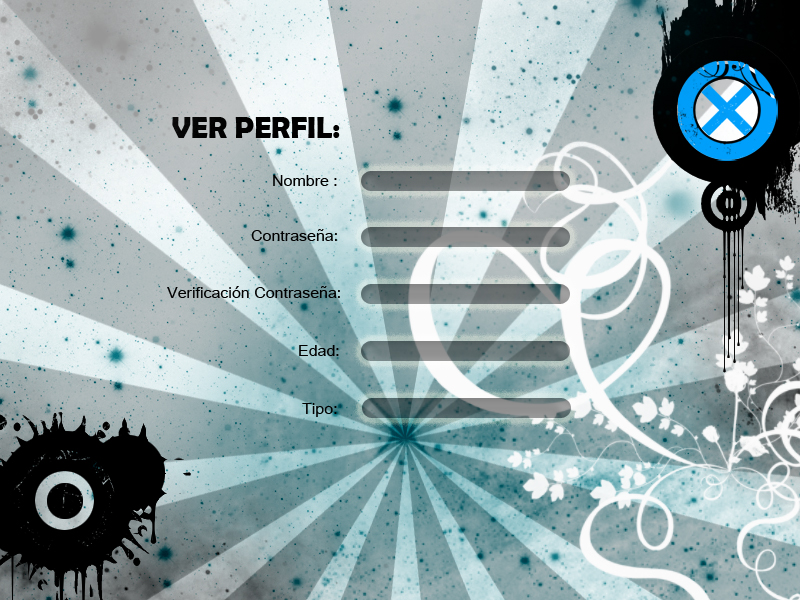 VER PERFIL:
Nombre :
Contraseña:
Verificación Contraseña:
Edad:
Tipo: